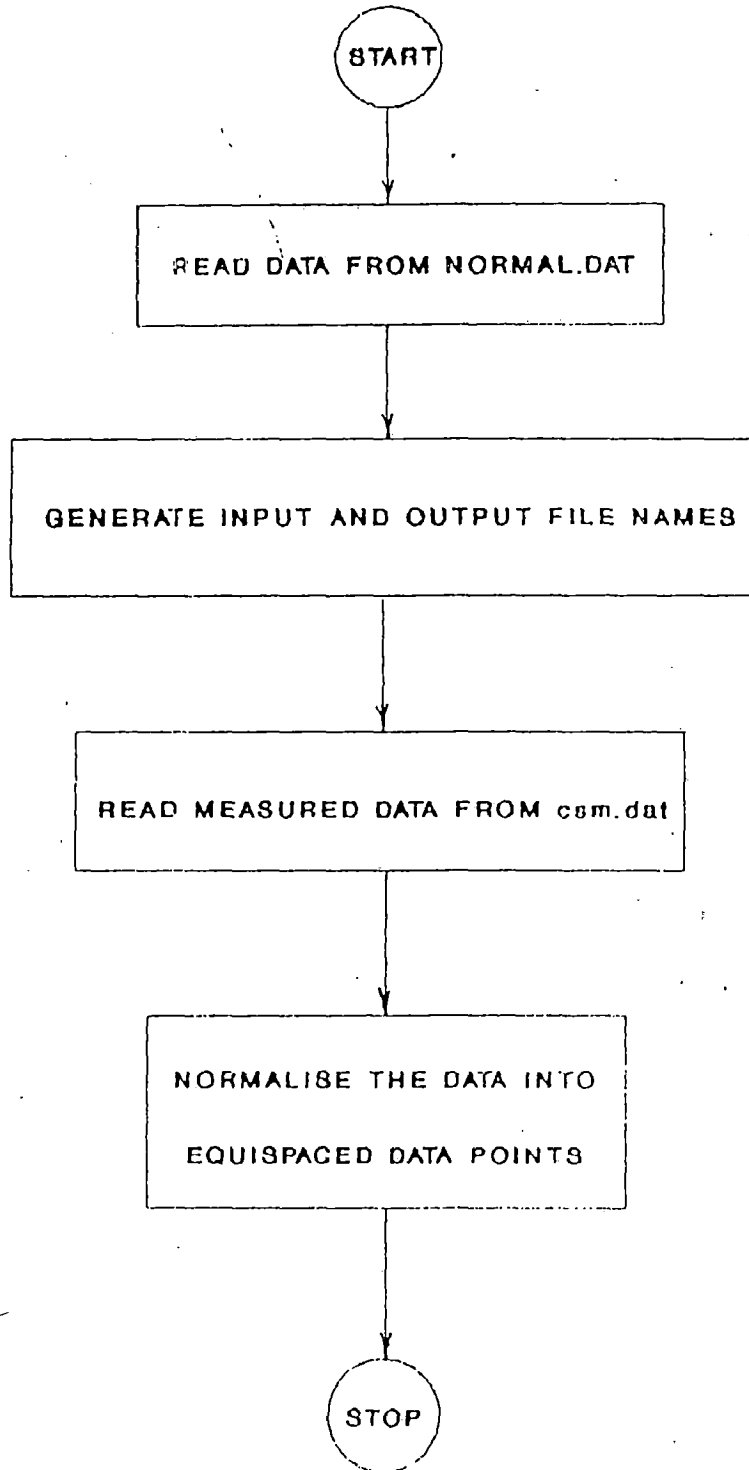 START
READ DATA FROM NORMAL.DAT
GENERATE INPUT AND OUTPUT FILE NAMES
READ MEASURED DATA FROM csm.dat
NORMALISE THE DATA INTO
EQUISPACED DATA POINTS
STOP